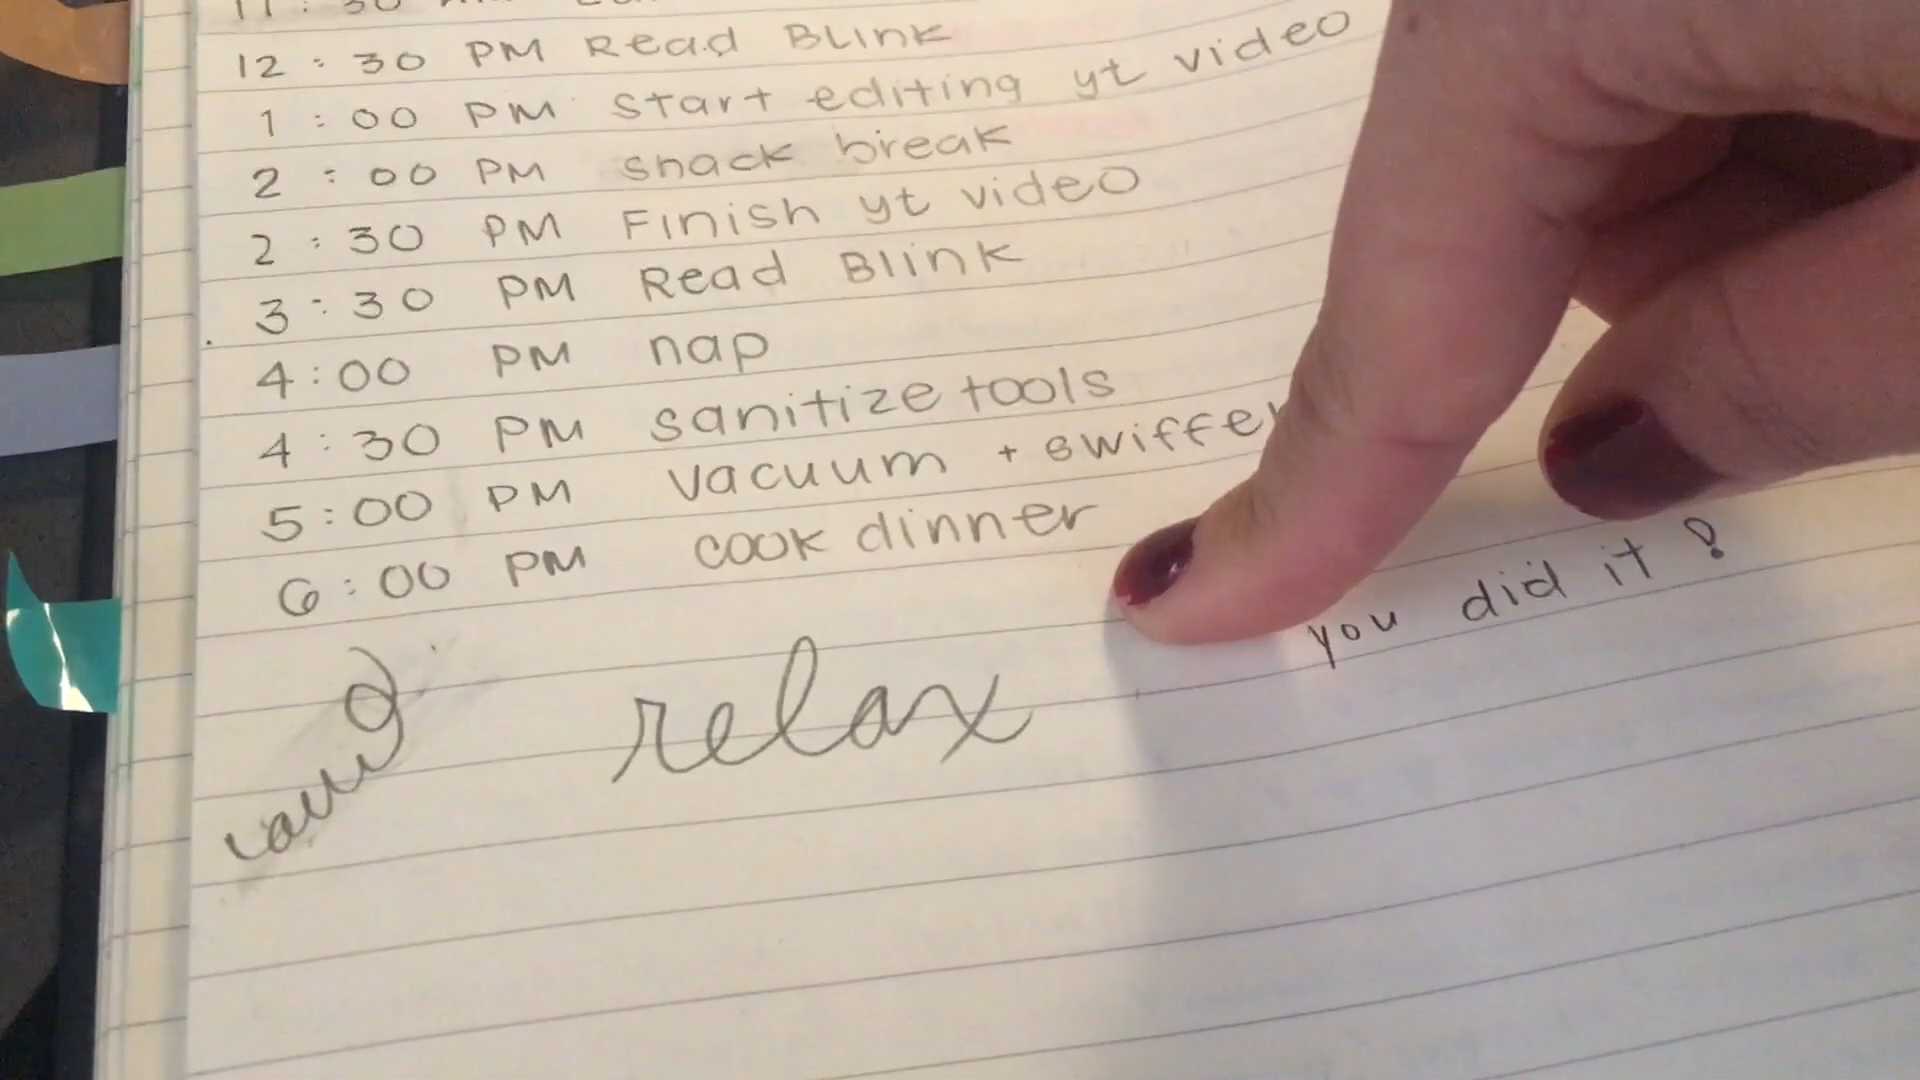 12:30 PM Read Blink
1:00 PM Start editing yt video
2:00 PM snack break
2:30 PM Finish yt video
3:30 PM Read Blink
4:00 PM nap
4:30 PM sanitize tools
5:00 PM vacuum + swiffer
6:00 PM cook dinner
you did it!
relax